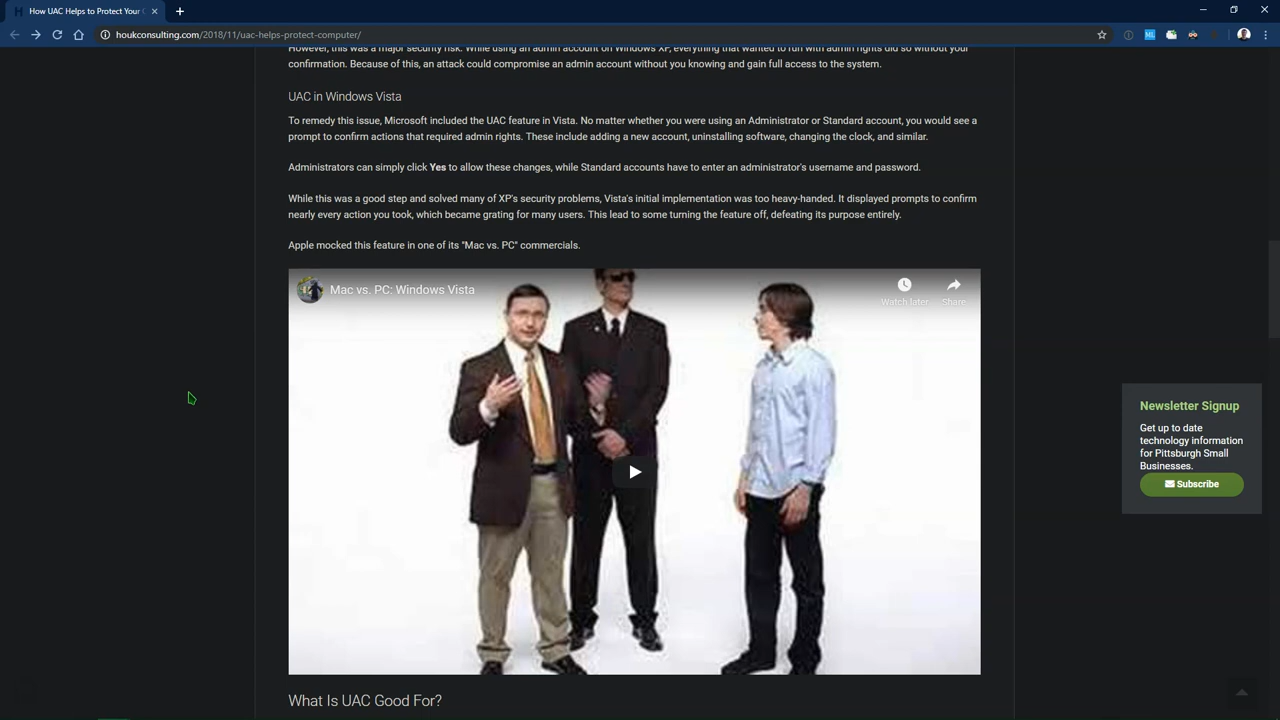 How UAC Helps to Protect Your
houkconsulting.com/2018/11/uac-helps-protect-computer/
However, this was a major security risk. While using an admin account on Windows XP, everything that wanted to run with admin rights did so without your
confirmation. Because of this, an attack could compromise an admin account without you knowing and gain full access to the system.
UAC in Windows Vista
To remedy this issue, Microsoft included the UAC feature in Vista. No matter whether you were using an Administrator or Standard account, you would see a
prompt to confirm actions that required admin rights. These include adding a new account, uninstalling software, changing the clock, and similar.
Administrators can simply click Yes to allow these changes, while Standard accounts have to enter an administrator's username and password.
While this was a good step and solved many of XP's security problems, Vista's initial implementation was too heavy-handed. It displayed prompts to confirm
nearly every action you took, which became grating for many users. This lead to some turning the feature off, defeating its purpose entirely.
Apple mocked this feature in one of its "Mac vs. PC" commercials.
Mac vs. PC: Windows Vista
Watch later
Share
Newsletter Signup
Get up to date
technology information
for Pittsburgh Small
Businesses.
Subscribe
What Is UAC Good For?